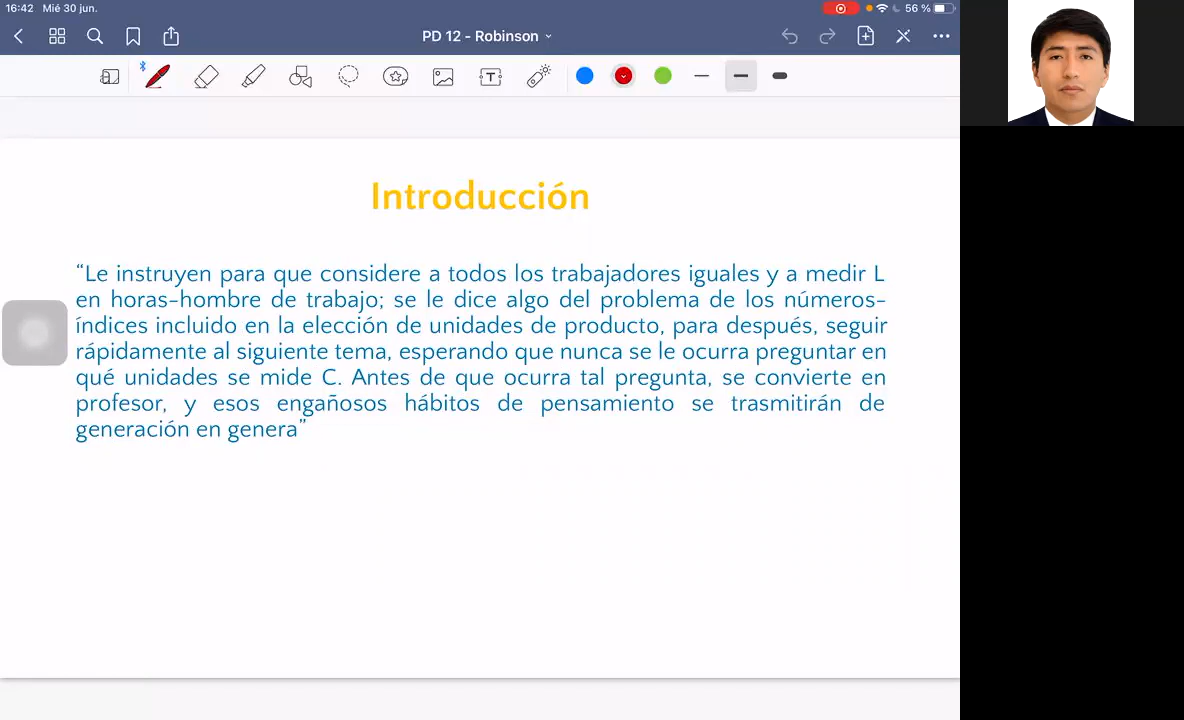 16:42 Mié 30 jun.
56 %
PD 12 - Robinson
T
Introducción
“Le instruyen para que considere a todos los trabajadores iguales y a medir L
en horas-hombre de trabajo; se le dice algo del problema de los números-
índices incluido en la elección de unidades de producto, para después, seguir
rápidamente al siguiente tema, esperando que nunca se le ocurra preguntar en
qué unidades se mide C. Antes de que ocurra tal pregunta, se convierte en
profesor, y esos engañosos hábitos de pensamiento se trasmitirán de
generación en genera”